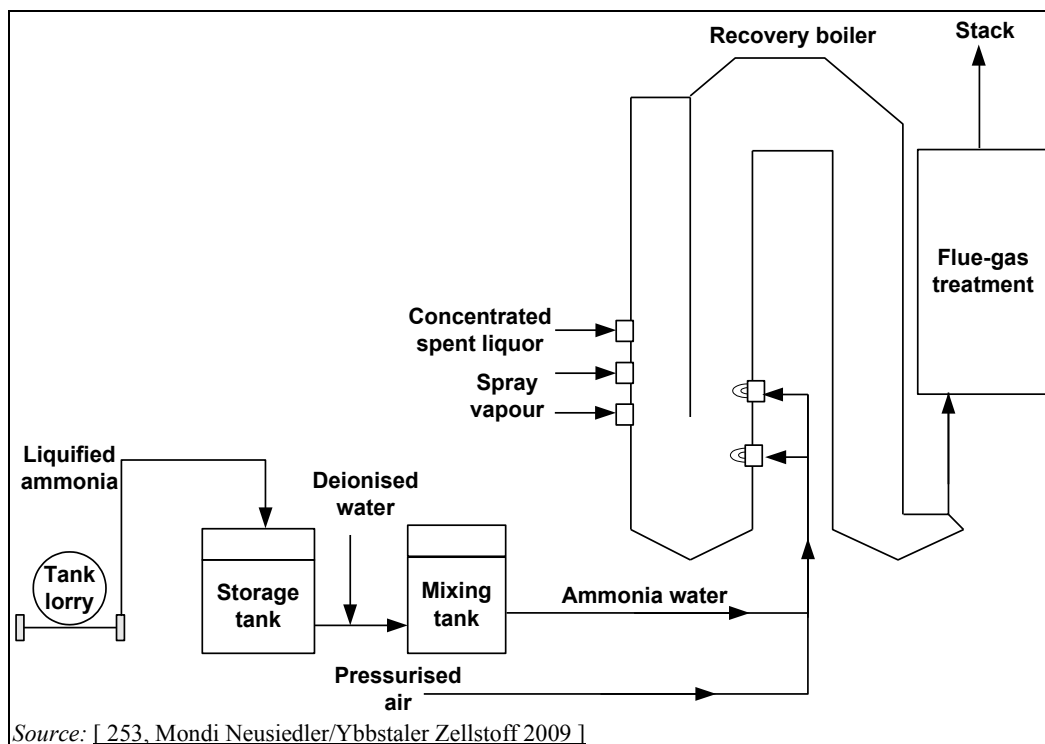 Recovery boiler
Stack
Flue-gas
treatment
Concentrated
spent liquor
Spray
vapour
Liquified
ammonia
Deionised
water
Tank
lorry
Storage
tank
Mixing
tank
Ammonia water
Pressurised
air
Source: [ 253, Mondi Neusiedler/Ybbstaler Zellstoff 2009 ]